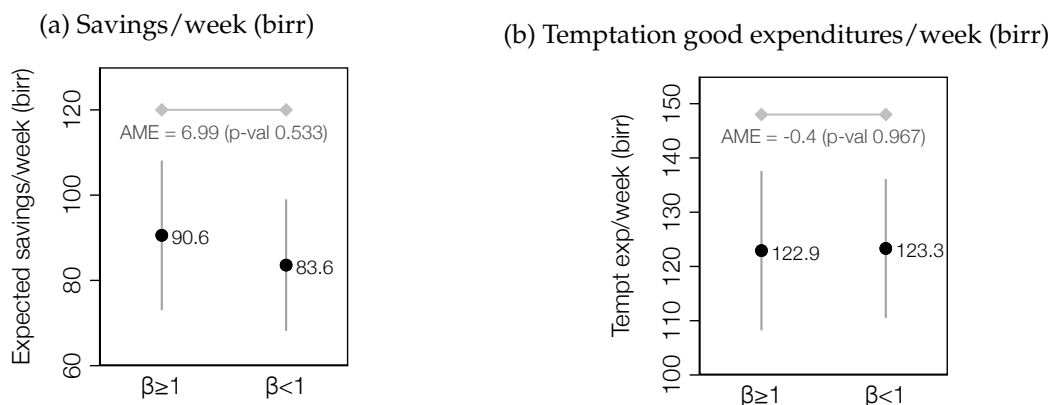 (a) Savings/week (birr)
Expected savings/week (birr)
120
100
80
60
AME = 6.99 (p-val 0.533)
90.6
83.6
β≥1
β<1
(b) Temptation good expenditures/week (birr)
Tempt exp/week (birr)
150
140
130
120
110
100
AME = -0.4 (p-val 0.967)
122.9
123.3
β≥1
β<1